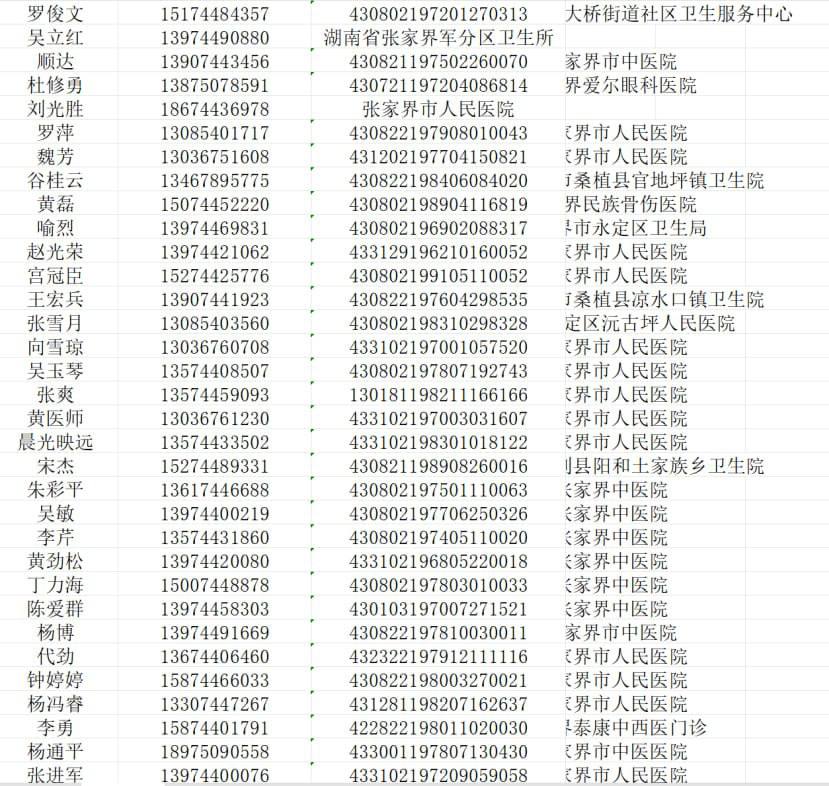 罗俊文 15174484357 430802197201270313 大桥街道社区卫生服务中心
吴立红 13974490880 湖南省张家界军分区卫生所
顺达 13907443456 430821197502260070 家界市中医院
杜修勇 13875078591 430721197204086814 界爱尔眼科医院
刘光胜 18674436978 张家界市人民医院
罗萍 13085401717 430822197908010043 界市人民医院
魏芳 13036751608 431202197704150821 界市人民医院
谷桂云 13467895775 430822198406084020 桑植县官地坪镇卫生院
黄磊 15074452220 430802198904116819 界民族骨伤医院
喻烈 13974469831 430802196902088317 市永定区卫生局
赵光荣 13974421062 433129196210160052 界市人民医院
宫冠臣 15274425776 430802199105110052 界市人民医院
王宏兵 13907441923 430822197604298535 桑植县凉水口镇卫生院
张雪月 13085403560 430802198310298328 定区沅古坪人民医院
向雪琼 13036760708 433102197001057520 界市人民医院
吴玉琴 13574408507 430802197807192743 界市人民医院
张爽 13574459093 130181198211166166 界市人民医院
黄医师 13036761230 433102197003031607 界市人民医院
晨光映远 13574433502 433102198301018122 界市人民医院
宋杰 15274489331 430821198908260016 县阳和土家族乡卫生院
朱彩平 13617446688 430802197501110063 家界中医院
吴敏 13974400219 430802197706250326 家界中医院
李芹 13574431860 430802197405110020 家界中医院
黄劲松 13974420080 433102196805220018 家界中医院
丁力海 15007448878 430802197803010033 家界中医院
陈爱群 13974458303 430103197007271521 家界中医院
杨博 13974491669 430822197810030011 家界市中医院
代劲 13674406460 432322197912111116 界市人民医院
钟婷婷 15874466033 430822198003270021 界市人民医院
杨冯睿 13307447267 431281198207162637 界市人民医院
李勇 15874401791 422822198011020030 泰康中西医门诊
杨通平 18975090558 433001197807130430 界市中医医院
张进军 13974400076 433102197209059058 界市人民医院